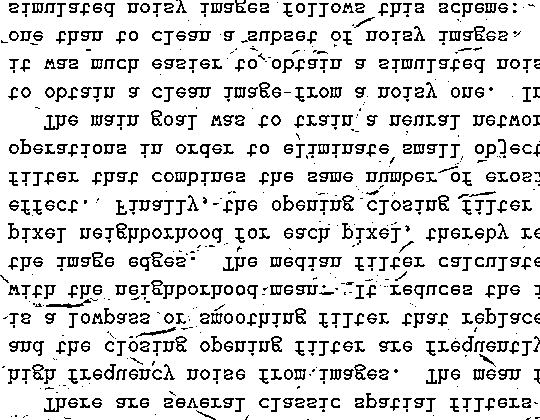 There are several classic spatial filters
high frequency noise from images. The mean f
and the closing opening filter are frequently
is a lowpass or smoothing filter that replace
with the neighborhood mean. It reduces the i
the image edges. The median filter calculate
pixel neighborhood for each pixel, thereby re
effect. Finally, the opening closing filter
filter that combines the same number of erosi
operations in order to eliminate small object
The main goal was to train a neural networ
to obtain a clean image from a noisy one. In
it was much easier to obtain a simulated nois
one than to clean a subset of noisy images.
simulated noisy images follows this scheme: